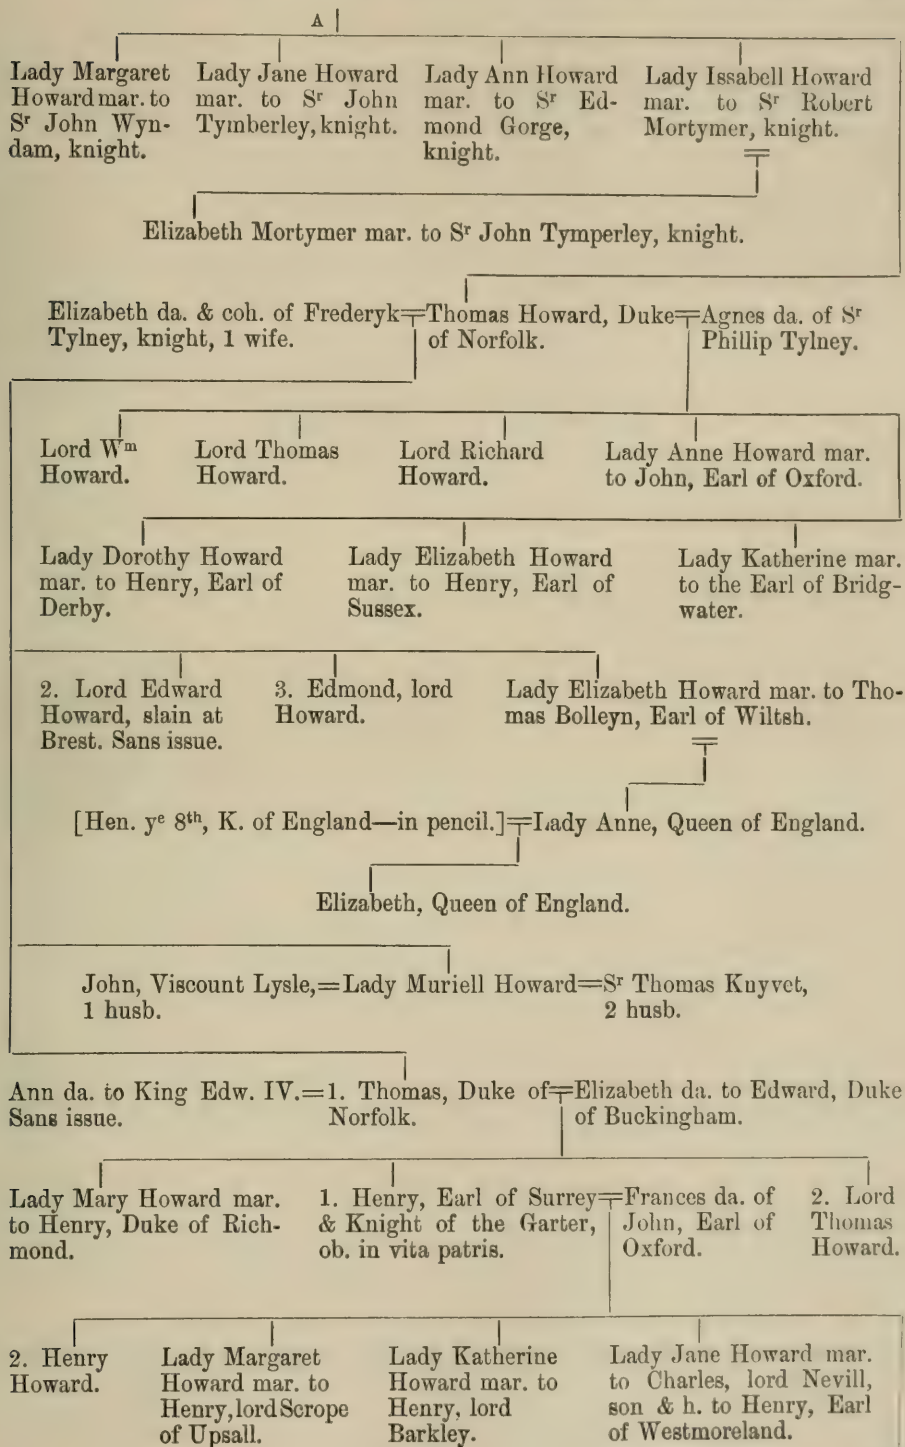 A
Lady Margaret
Howard mar. to
Sʳ John Wyn-
dam, knight.
Lady Jane Howard
mar. to Sʳ John
Tymberley, knight.
Lady Ann Howard
mar. to Sʳ Ed-
mond Gorge,
knight.
Lady Issabell Howard
mar. to Sʳ Robert
Mortymer, knight.
Elizabeth Mortymer mar. to Sʳ John Tymperley, knight.
Elizabeth da. & coh. of Frederyk
Tylney, knight, 1 wife.
Thomas Howard, Duke
of Norfolk.
Agnes da. of Sʳ
Phillip Tylney.
Lord Wᵐ
Howard.
Lord Thomas
Howard.
Lord Richard
Howard.
Lady Anne Howard mar.
to John, Earl of Oxford.
Lady Dorothy Howard
mar. to Henry, Earl of
Derby.
Lady Elizabeth Howard
mar. to Henry, Earl of
Sussex.
Lady Katherine mar.
to the Earl of Bridg-
water.
2. Lord Edward
Howard, slain at
Brest. Sans issue.
3. Edmond, lord
Howard.
Lady Elizabeth Howard mar. to Tho-
mas Bolleyn, Earl of Wiltsh.
[Hen. yᵉ 8ᵗʰ, K. of England—in pencil.]=Lady Anne, Queen of England.
Elizabeth, Queen of England.
John, Viscount Lysle,=Lady Muriell Howard=Sʳ Thomas Knyvet,
1 husb.
2 husb.
Ann da. to King Edw. IV.
Sans issue.
1. Thomas, Duke of
Norfolk.
Elizabeth da. to Edward, Duke
of Buckingham.
Lady Mary Howard mar.
to Henry, Duke of Rich-
mond.
1. Henry, Earl of Surrey
& Knight of the Garter,
ob. in vita patris.
Frances da. of
John, Earl of
Oxford.
2. Lord
Thomas
Howard.
2. Henry
Howard.
Lady Margaret
Howard mar. to
Henry, lord Scrope
of Upsall.
Lady Katherine
Howard mar. to
Henry, lord
Barkley.
Lady Jane Howard mar.
to Charles, lord Nevill,
son & h. to Henry, Earl
of Westmoreland.